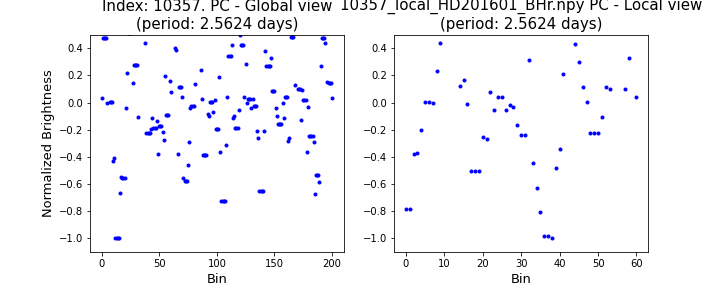 Index: 10357. PC - Global view
(period: 2.5624 days)
10357_local_HD201601_BHr.npy PC - Local view
(period: 2.5624 days)
Normalized Brightness
0.4
0.2
0.0
−0.2
−0.4
−0.6
−0.8
−1.0
0 50 100 150 200
Bin
0.4
0.2
0.0
−0.2
−0.4
−0.6
−0.8
−1.0
0 10 20 30 40 50 60
Bin